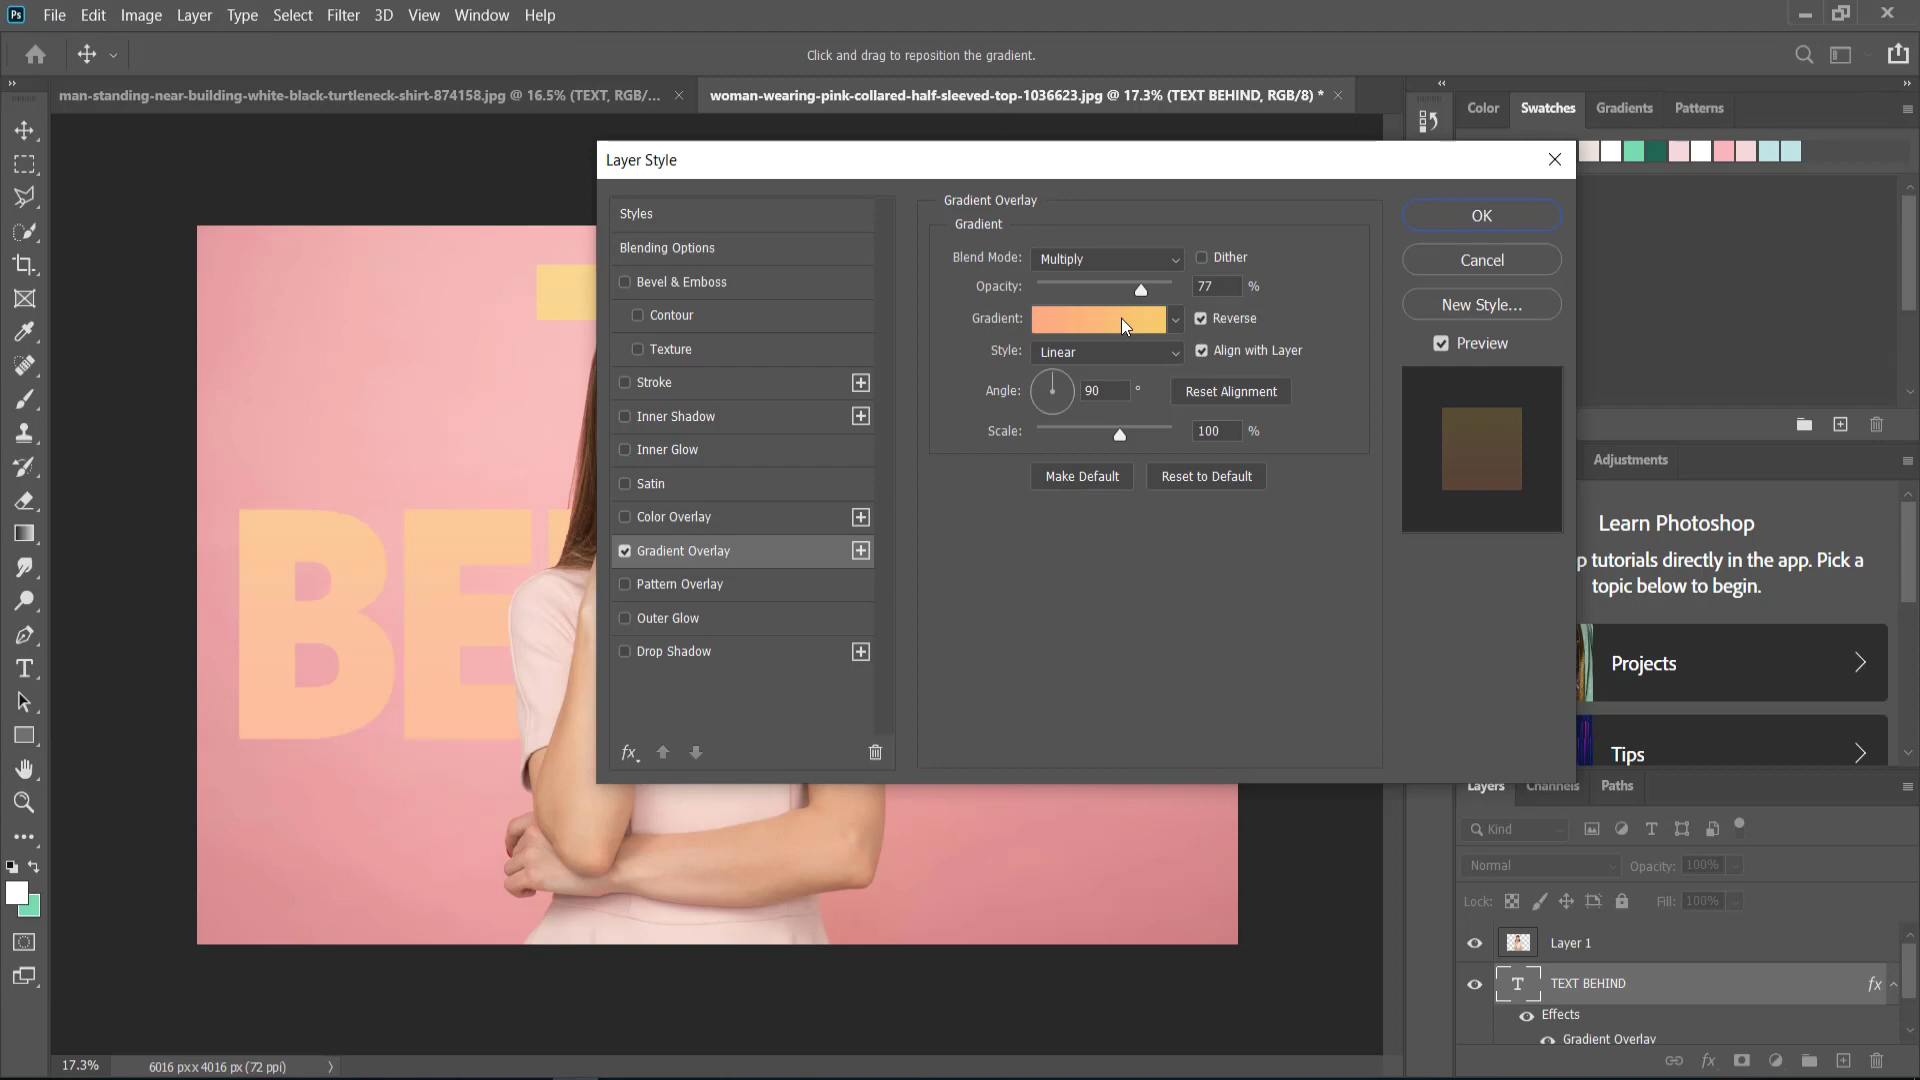 Ps File Edit Image Layer Type Select Filter 3D View Window Help
Click and drag to reposition the gradient.
man-standing-near-building-white-black-turtleneck-shirt-874158.jpg @ 16.5% (TEXT, RGB/... ×
woman-wearing-pink-collared-half-sleeved-top-1036623.jpg @ 17.3% (TEXT BEHIND, RGB/8) * ×
Color Swatches Gradients Patterns
Layer Style
Styles
Blending Options
Bevel & Emboss
Contour
Texture
Stroke
Inner Shadow
Inner Glow
Satin
Color Overlay
Gradient Overlay
Pattern Overlay
Outer Glow
Drop Shadow
fx
Gradient Overlay
Gradient
Blend Mode: Multiply Dither
Opacity: 77 %
Gradient: Reverse
Style: Linear Align with Layer
Angle: 90 ° Reset Alignment
Scale: 100 %
Make Default Reset to Default
OK
Cancel
New Style...
Preview
Adjustments
Learn Photoshop
p tutorials directly in the app. Pick a
topic below to begin.
Projects
Tips
BE
Layers Channels Paths
Kind
Normal Opacity: 100%
Lock: Fill: 100%
Layer 1
T TEXT BEHIND fx
Effects
Gradient Overlay
fx
17.3% 6016 px x 4016 px (72 ppi)